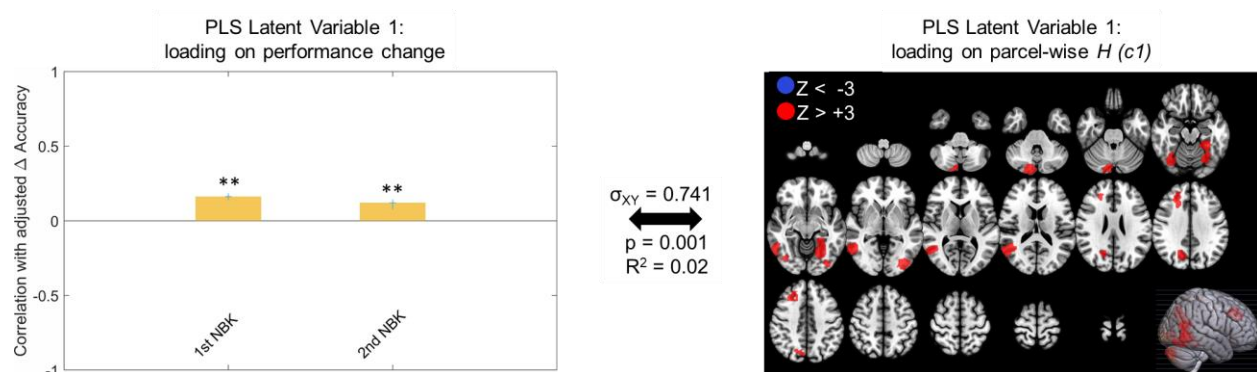 PLS Latent Variable 1:
loading on performance change
Correlation with adjusted △ Accuracy
1
0.5
0
-0.5
-1
**
**
1st NBK
2nd NBK
σXY = 0.741
p = 0.001
R² = 0.02
PLS Latent Variable 1:
loading on parcel-wise H (c1)
Z < -3
Z > +3